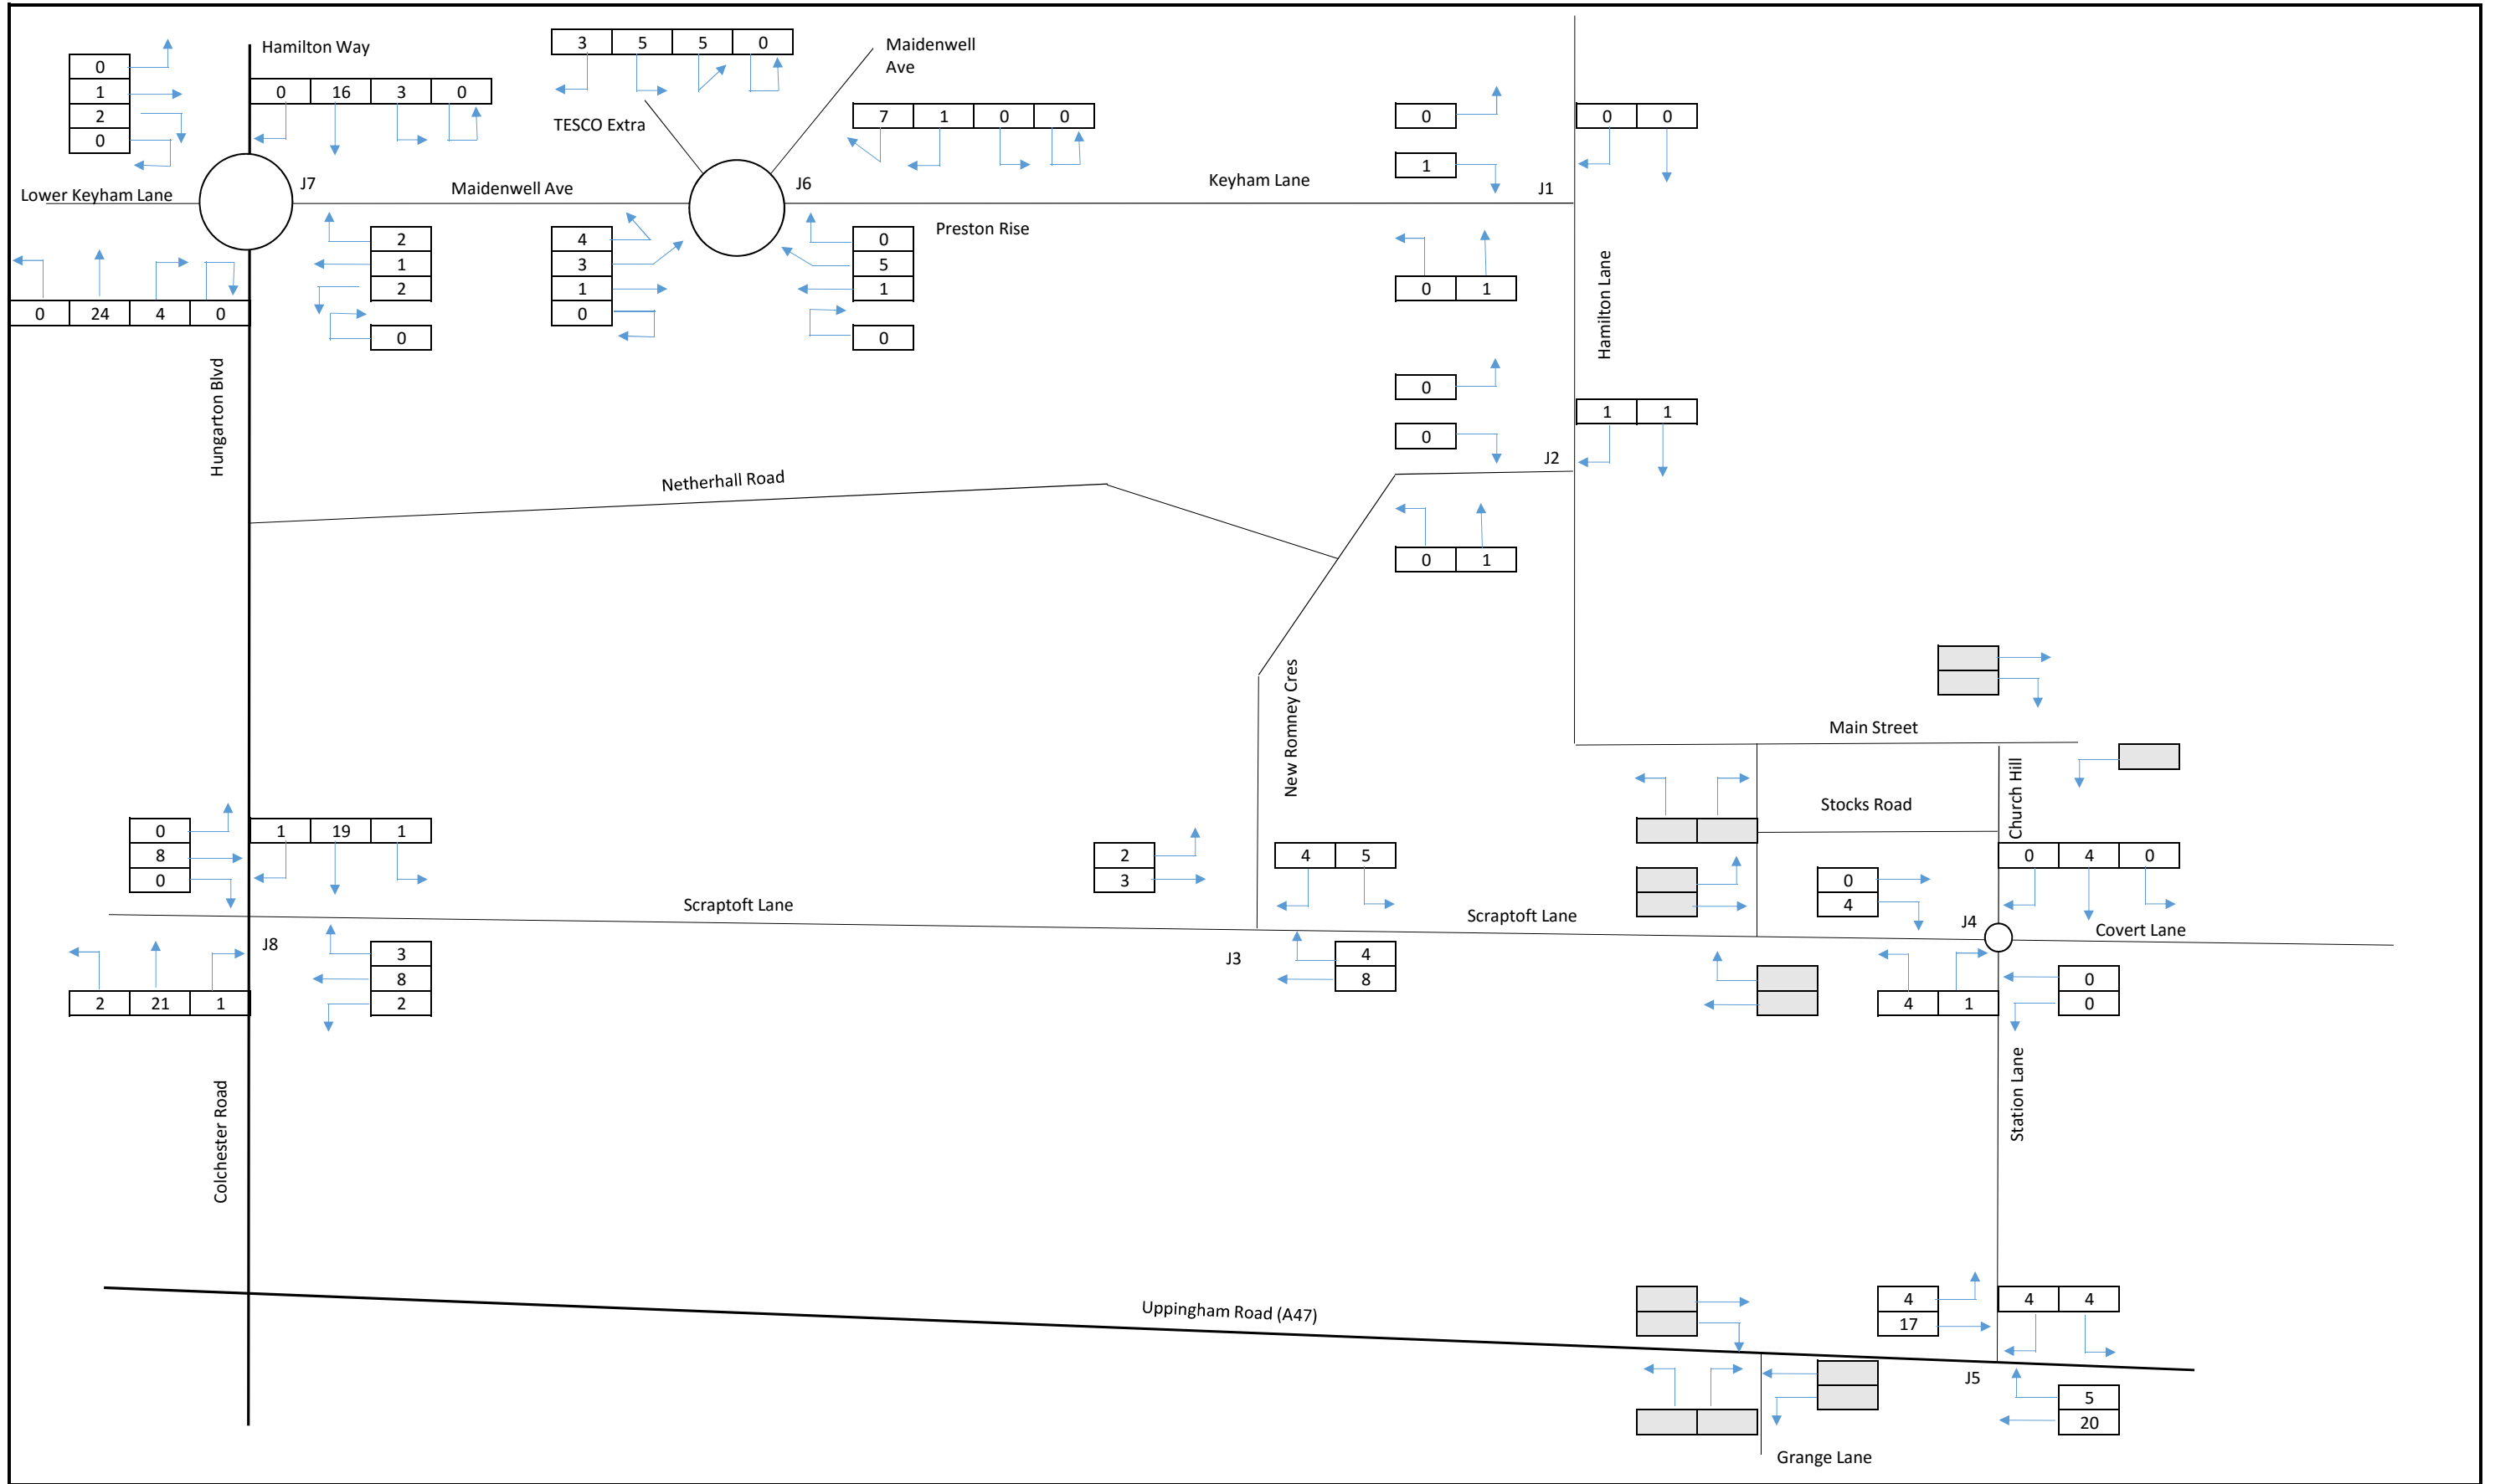 3 5 5 0
Hamilton Way
Maidenwell
Ave
0
1
2
0
0 16 3 0
TESCO Extra
7 1 0 0
0
0 0
1
J7
J6
J1
Lower Keyham Lane
Maidenwell Ave
Keyham Lane
2
1
2
0
4
3
1
0
0
5
1
0
Preston Rise
0 1
Hamilton Lane
0 24 4 0
Hungarton Blvd
0
0
1 1
J2
Netherhall Road
0 1
New Romney Cres
Main Street
Church Hill
Stocks Road
0
8
0
1 19 1
2
3
4 5
0
4
0 4 0
Scraptoft Lane
Scraptoft Lane
J4
Covert Lane
J8
3
8
2
J3
4
8
2 21 1
4 1
0
0
Colchester Road
Station Lane
Uppingham Road (A47)
4
17
4 4
J5
5
20
Grange Lane